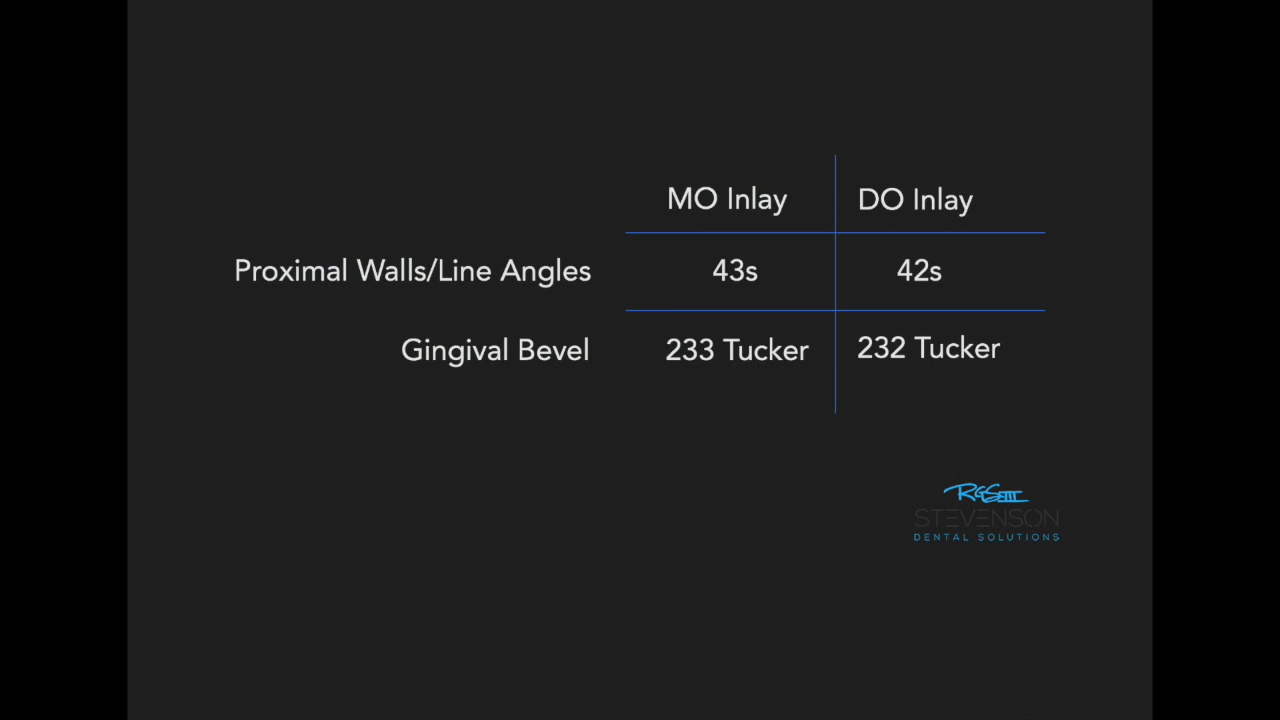 MO Inlay DO Inlay
Proximal Walls/Line Angles 43s 42s
Gingival Bevel 233 Tucker 232 Tucker
RGSIII
STEVENSON
DENTAL SOLUTIONS